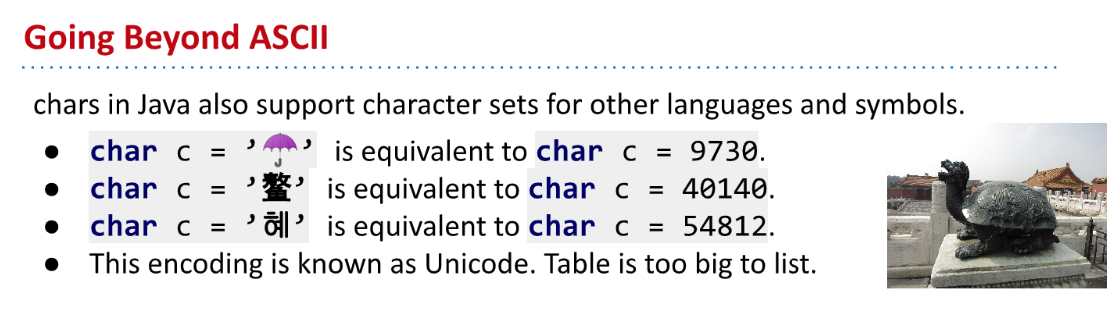 Going Beyond ASCII
chars in Java also support character sets for other languages and symbols.
● char c = ’☂️’ is equivalent to char c = 9730.
● char c = ’鳌’ is equivalent to char c = 40140.
● char c = ’혜’ is equivalent to char c = 54812.
● This encoding is known as Unicode. Table is too big to list.